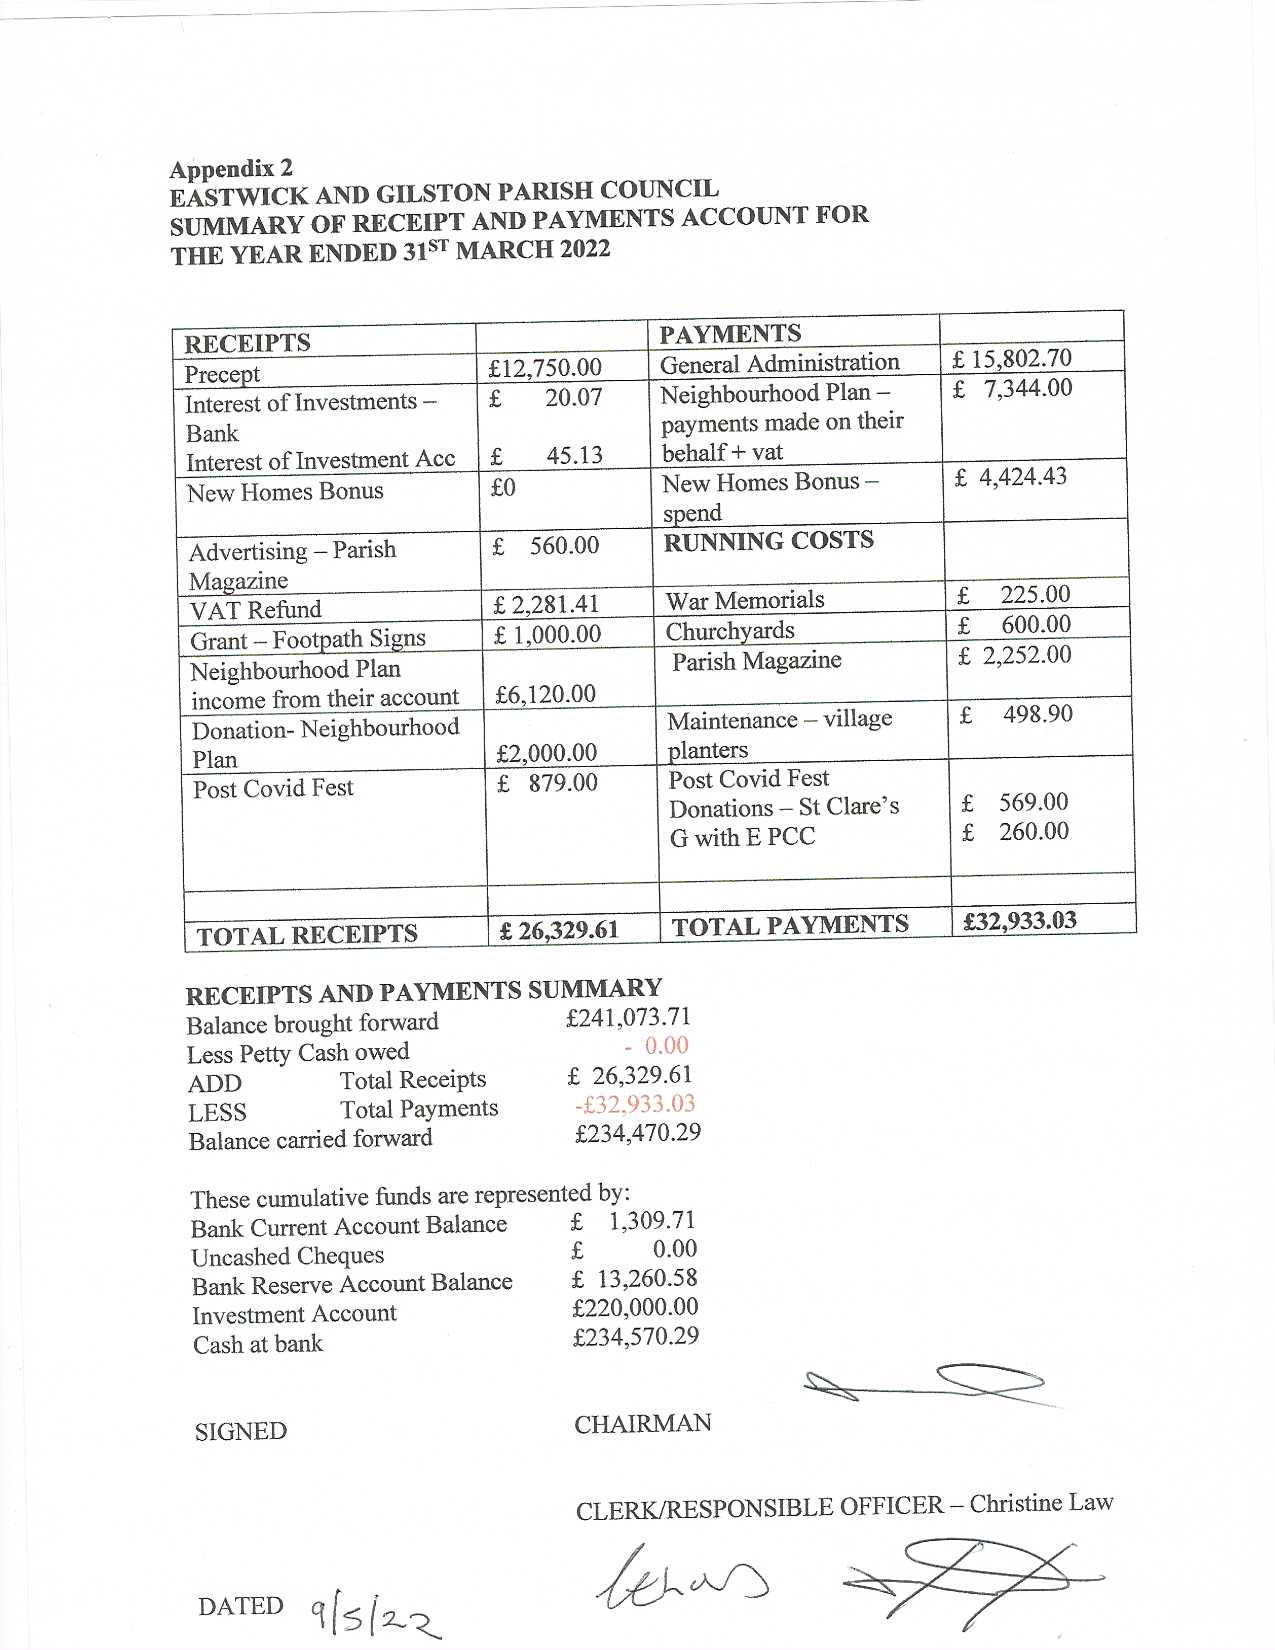 Appendix 2
EASTWICK AND GILSTON PARISH COUNCIL
SUMMARY OF RECEIPT AND PAYMENTS ACCOUNT FOR
THE YEAR ENDED 31ST MARCH 2022
RECEIPTS PAYMENTS
Precept £12,750.00 General Administration £ 15,802.70
Interest of Investments – £ 20.07 Neighbourhood Plan – £ 7,344.00
Bank payments made on their
Interest of Investment Acc £ 45.13 behalf + vat
New Homes Bonus £0 New Homes Bonus – £ 4,424.43
spend
Advertising – Parish £ 560.00 RUNNING COSTS
Magazine
VAT Refund £ 2,281.41 War Memorials £ 225.00
Grant – Footpath Signs £ 1,000.00 Churchyards £ 600.00
Neighbourhood Plan Parish Magazine £ 2,252.00
income from their account £6,120.00
Donation- Neighbourhood Maintenance – village £ 498.90
Plan £2,000.00 planters
Post Covid Fest £ 879.00 Post Covid Fest
Donations – St Clare's £ 569.00
G with E PCC £ 260.00
TOTAL RECEIPTS £ 26,329.61 TOTAL PAYMENTS £32,933.03
RECEIPTS AND PAYMENTS SUMMARY
Balance brought forward £241,073.71
Less Petty Cash owed - 0.00
ADD Total Receipts £ 26,329.61
LESS Total Payments -£32,933.03
Balance carried forward £234,470.29
These cumulative funds are represented by:
Bank Current Account Balance £ 1,309.71
Uncashed Cheques £ 0.00
Bank Reserve Account Balance £ 13,260.58
Investment Account £220,000.00
Cash at bank £234,570.29
SIGNED CHAIRMAN
CLERK/RESPONSIBLE OFFICER – Christine Law
DATED 9/5/22